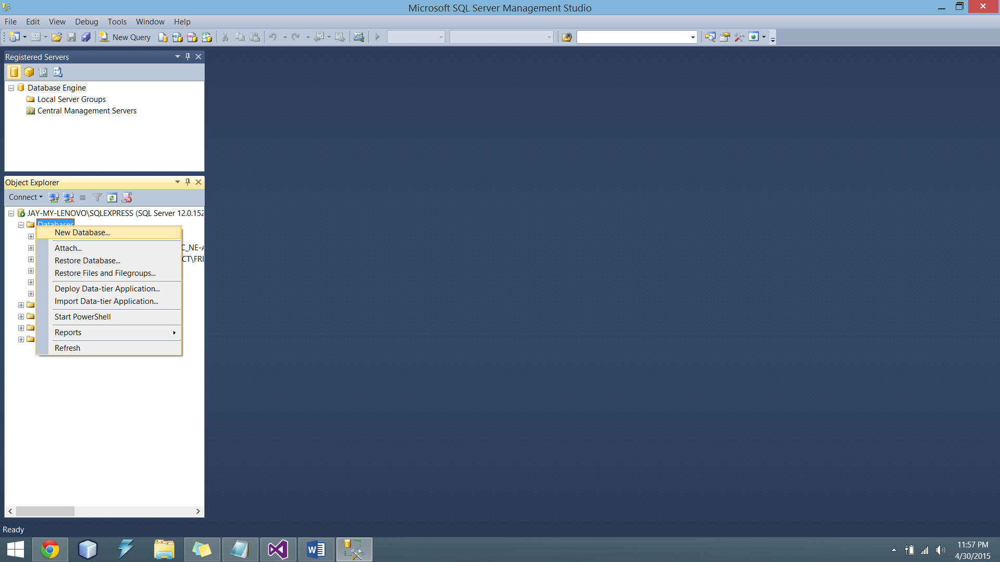 Microsoft SQL Server Management Studio
File Edit View Debug Tools Window Help
New Query
Registered Servers
Database Engine
Local Server Groups
Central Management Servers
Object Explorer
Connect
JAY-MY-LENOVO\SQLEXPRESS (SQL Server 12.0.152
Databases
New Database...
Attach...
C_NE-A
Restore Database...
CT\FRI
Restore Files and Filegroups...
Deploy Data-tier Application...
Import Data-tier Application...
Start PowerShell
Reports
Refresh
Ready
11:57 PM
4/30/2015